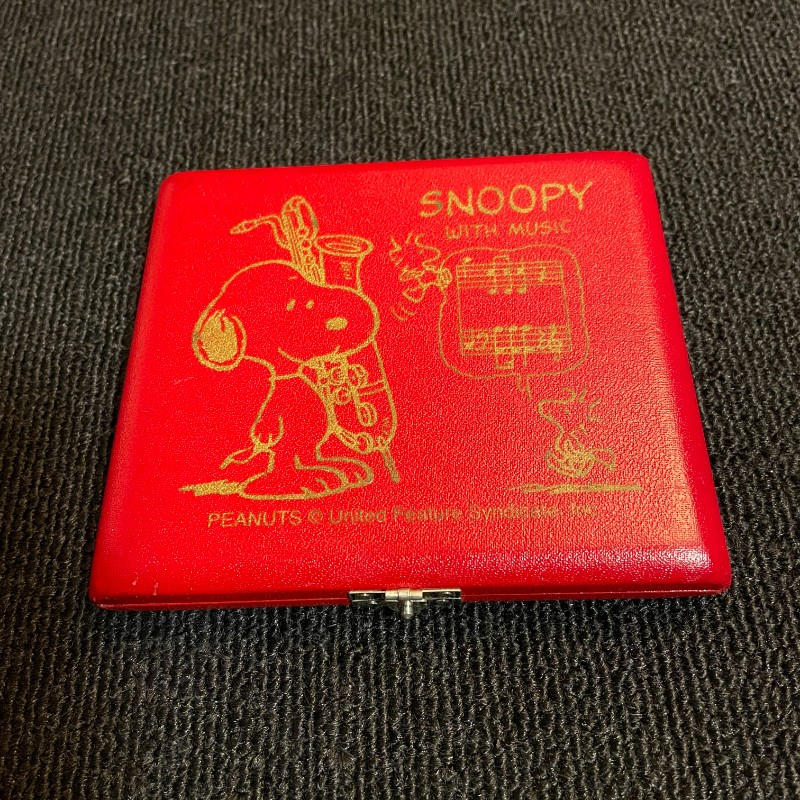 SNOOPY
WITH MUSIC
PEANUTS © United Feature Syndicate, Inc.